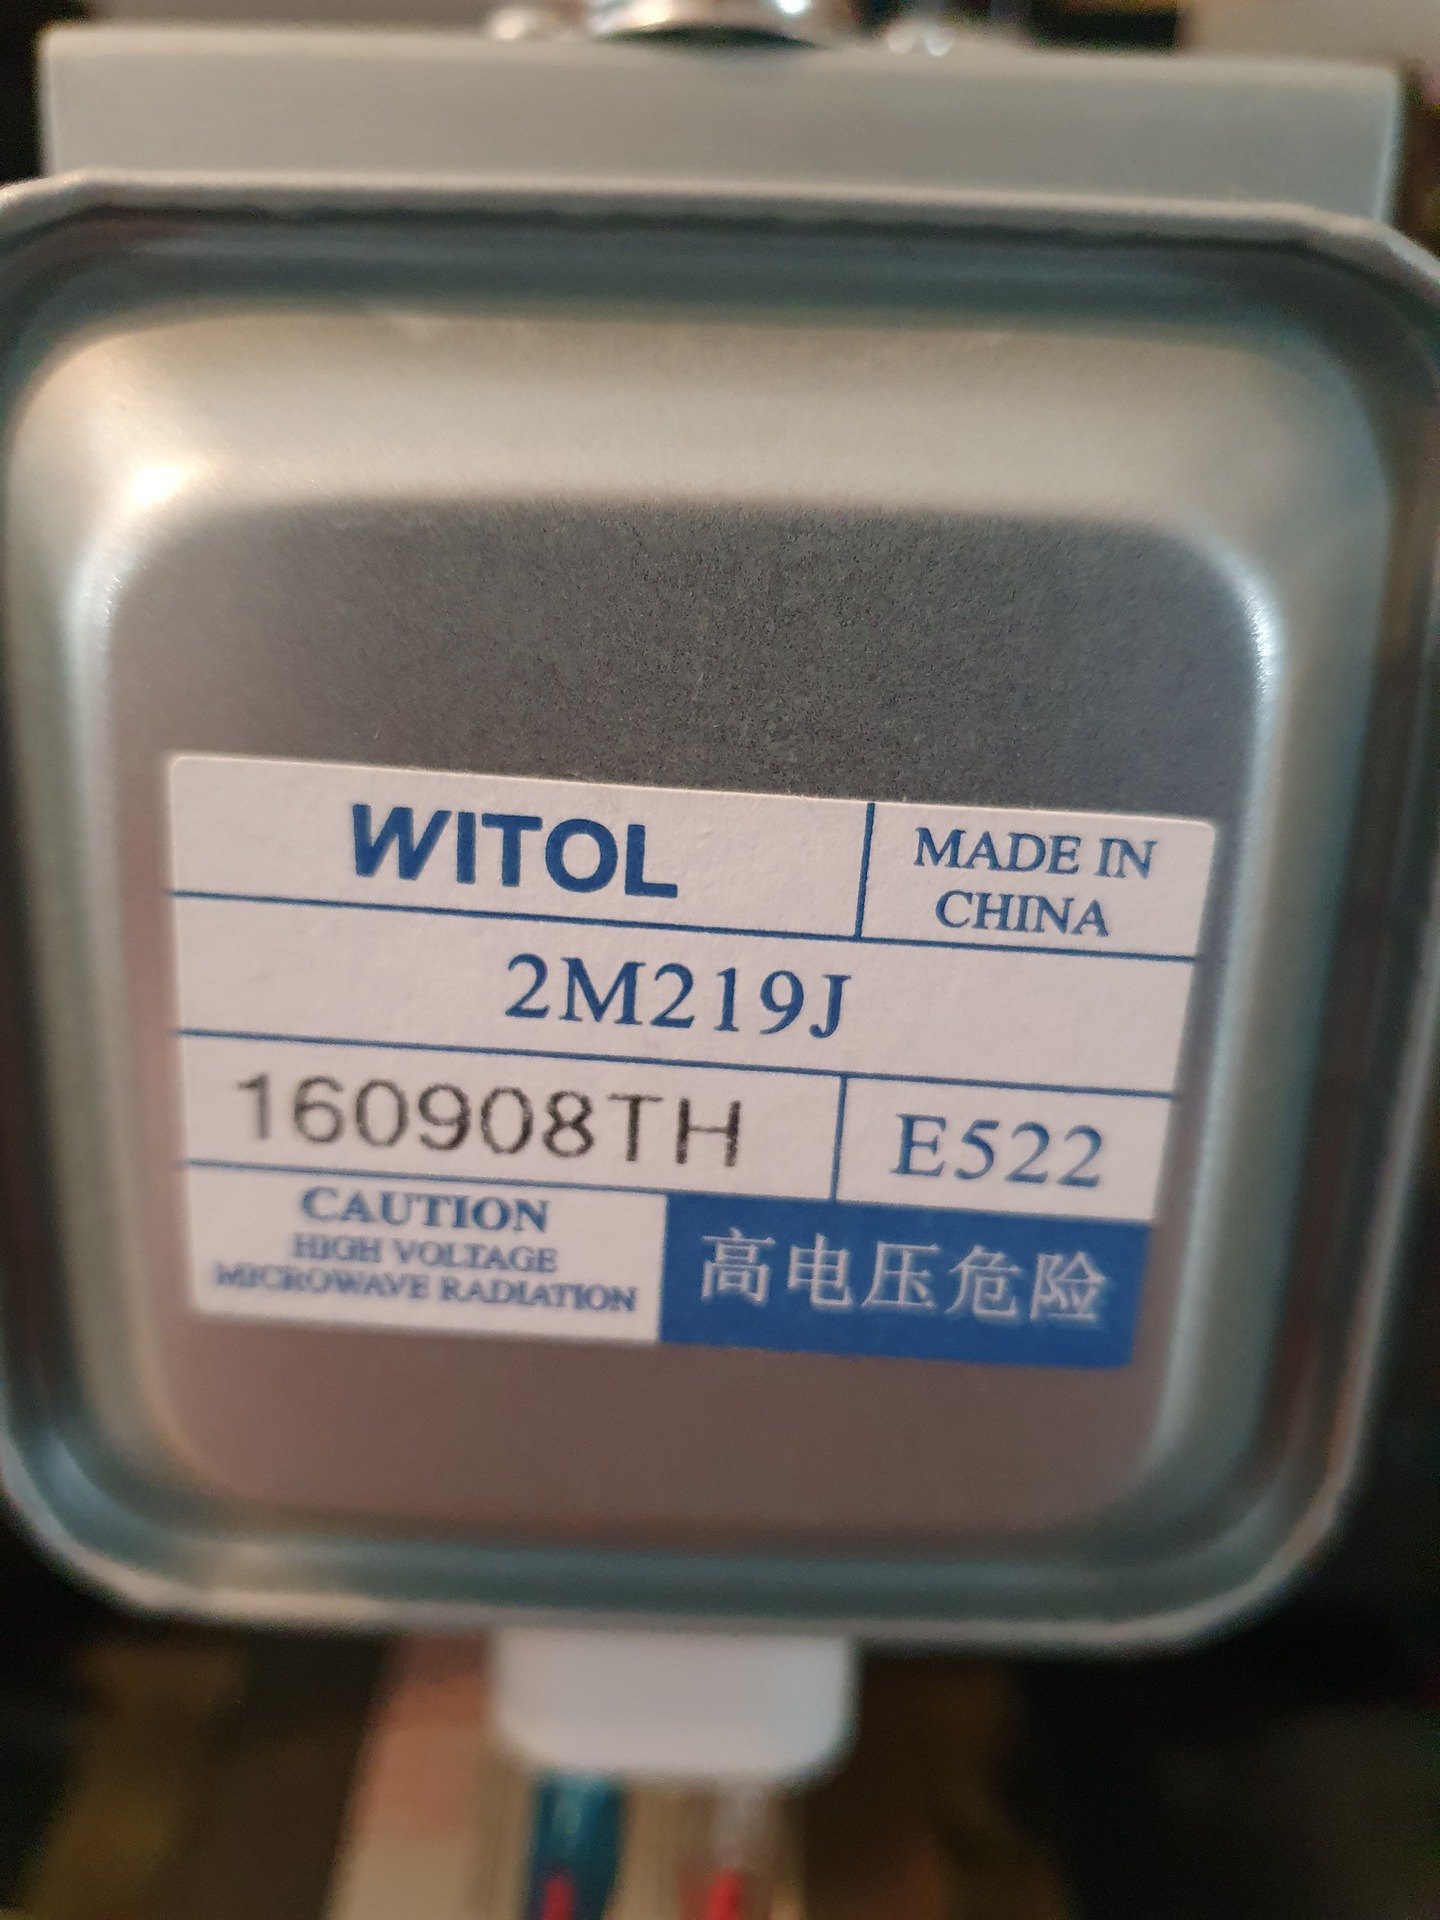 WITOL
MADE IN
CHINA
2M219J
160908TH
E522
CAUTION
HIGH VOLTAGE
MICROWAVE RADIATION
高电压危险